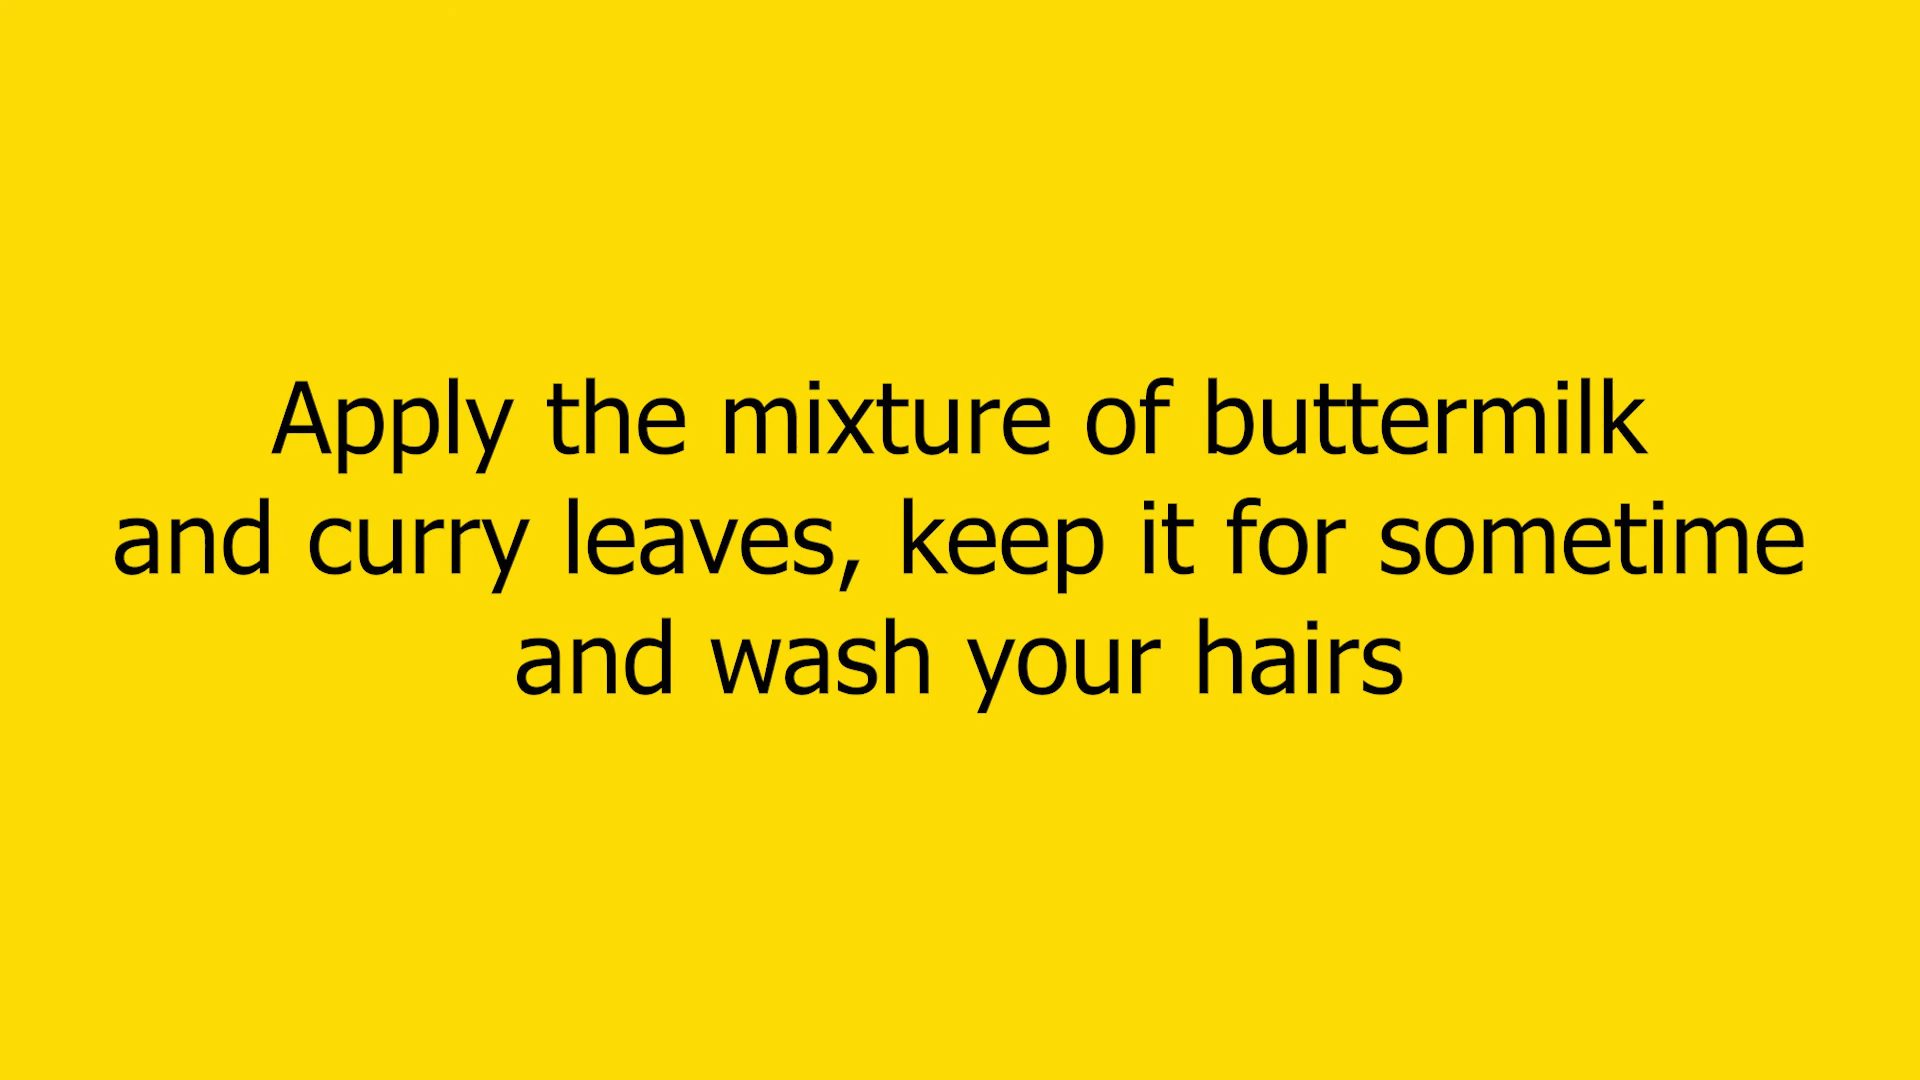 Apply the mixture of buttermilk
and curry leaves, keep it for sometime
and wash your hairs